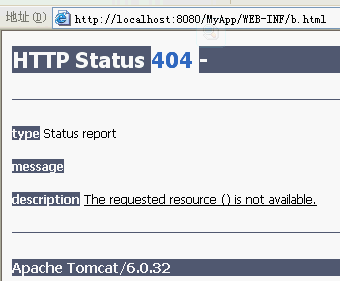 地址(D) http://localhost:8080/MyApp/WEB-INF/b.html
HTTP Status 404 -
type Status report
message
description The requested resource () is not available.
Apache Tomcat/6.0.32